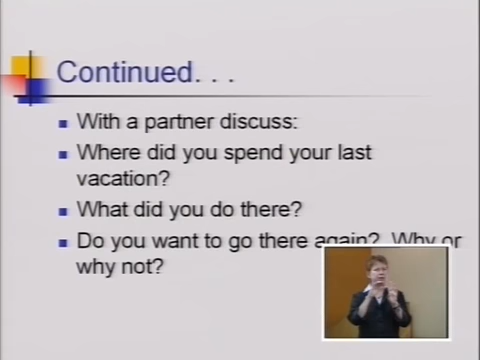 Continued. . .
With a partner discuss:
Where did you spend your last
vacation?
What did you do there?
Do you want to go there again? Why or
why not?